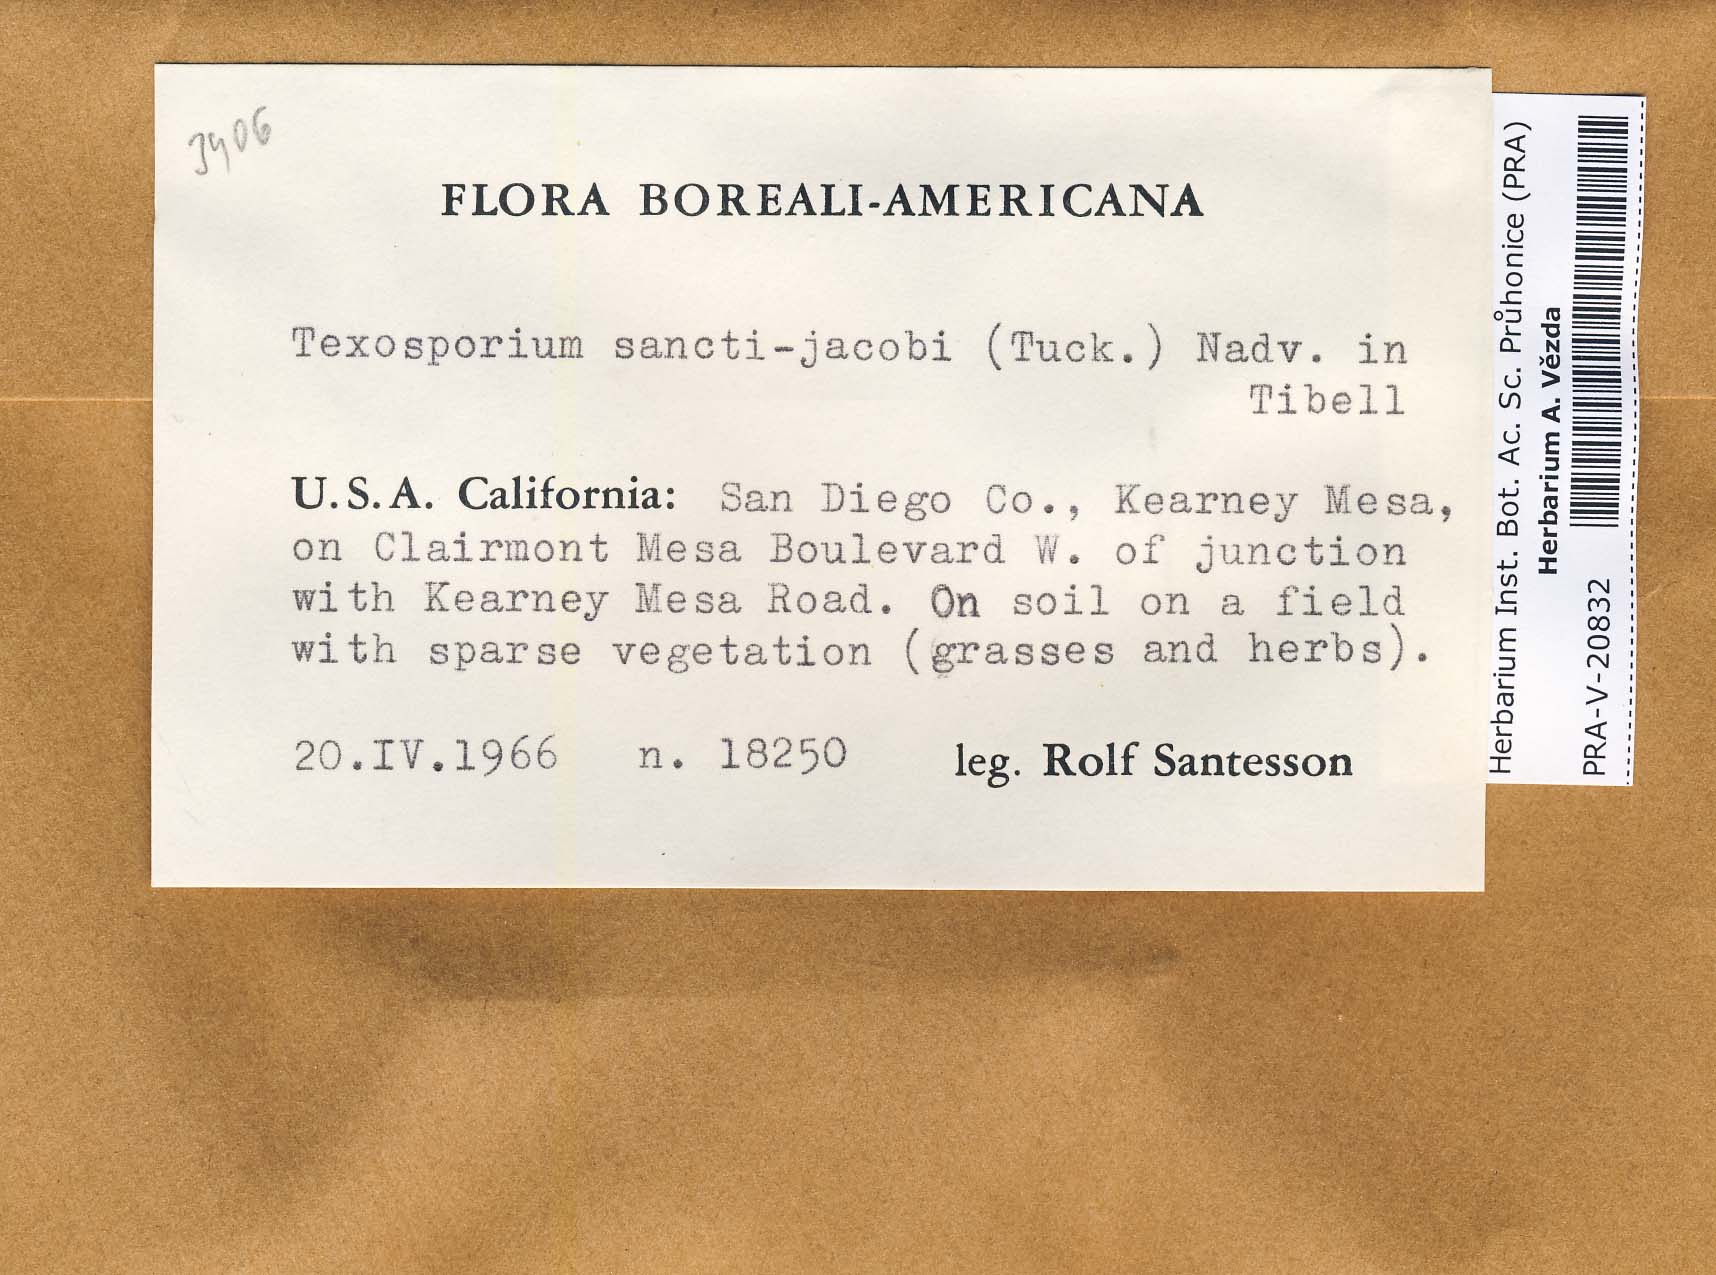 3906
FLORA BOREALI-AMERICANA
Texosporium sancti-jacobi (Tuck.) Nadv. in
Tibell
U.S.A. California: San Diego Co., Kearney Mesa,
on Clairmont Mesa Boulevard W. of junction
with Kearney Mesa Road. On soil on a field
with sparse vegetation (grasses and herbs).
20.IV.1966 n. 18250 leg. Rolf Santesson
Herbarium Inst. Bot. Ac. Sc. Průhonice (PRA)
Herbarium A. Vězda
PRA-V-20832